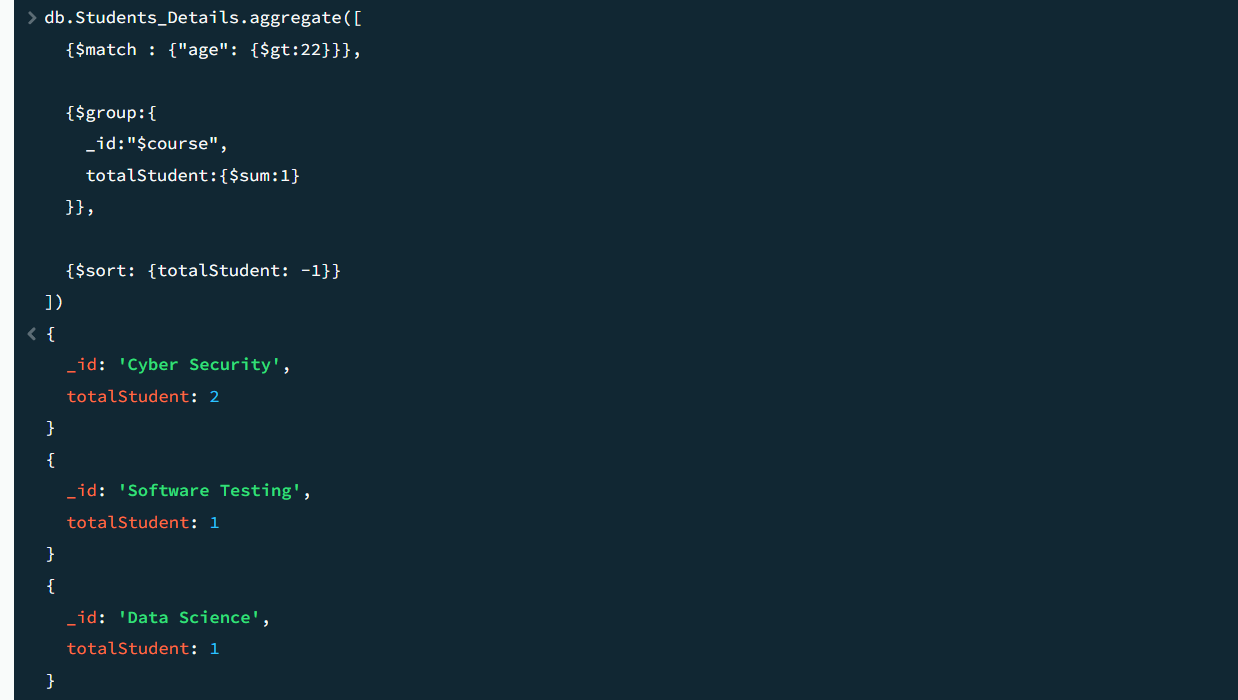 > db.Students_Details.aggregate([
{$match : {"age": {$gt:22}}},
{$group:{
_id:"$course",
totalStudent:{$sum:1}
}},
{$sort: {totalStudent: -1}}
])
< {
_id: 'Cyber Security',
totalStudent: 2
}
{
_id: 'Software Testing',
totalStudent: 1
}
{
_id: 'Data Science',
totalStudent: 1
}